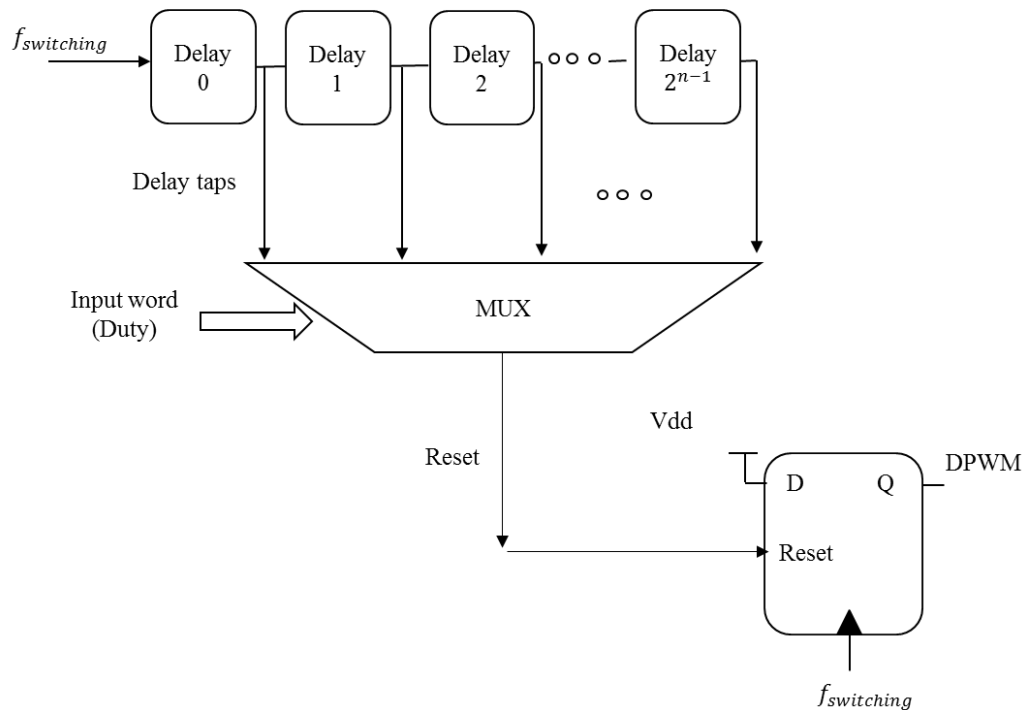 f_switching
Delay
0
Delay
1
Delay
2
Delay
2^{n-1}
Delay taps
Input word
(Duty)
MUX
Reset
Vdd
DPWM
D
Q
Reset
f_switching